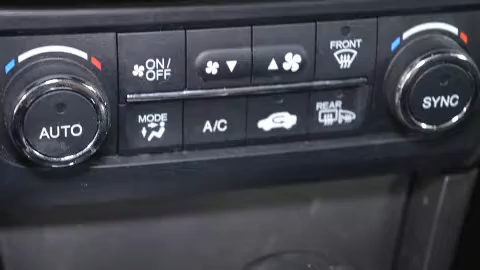 ON/
OFF
FRONT
AUTO
MODE
A/C
REAR
SYNC